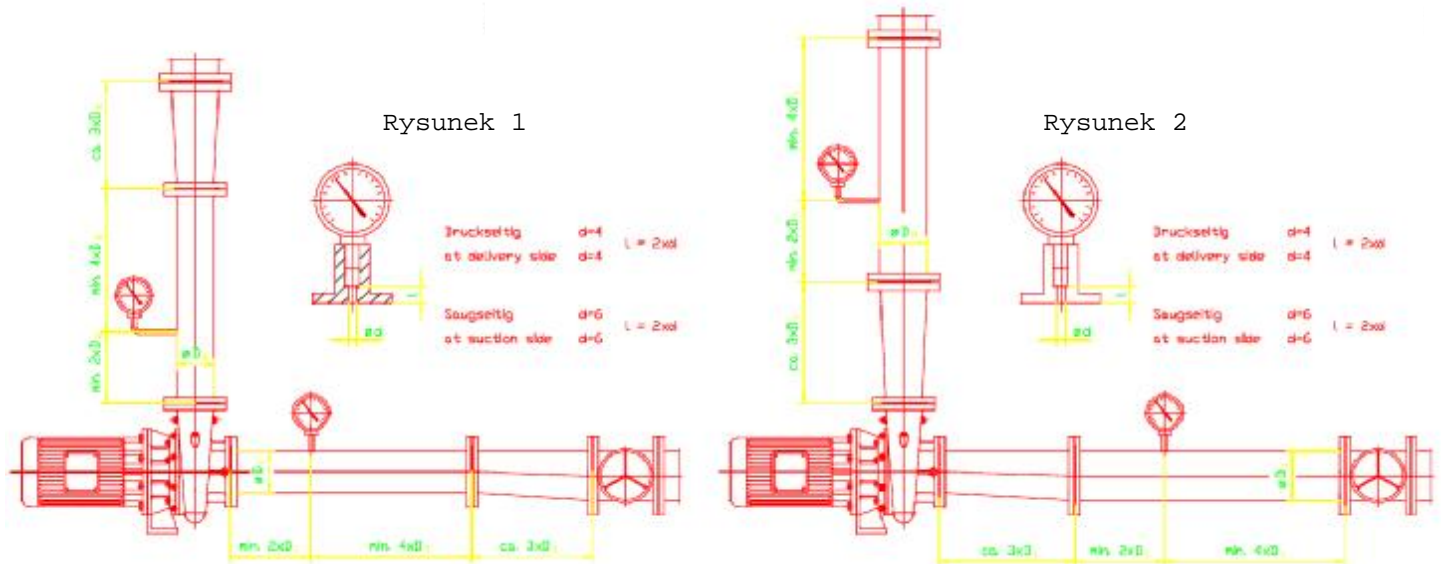 Rysunek 1
ca. 3xD
min. 4xD
min. 2xD
øD
Druckseitig d=4
at delivery side d=4
l = 2xd
Saugseitig d=6
at suction side d=6
l = 2xd
l
ød
øD
min. 2xD
min. 4xD
ca. 3xD
Rysunek 2
min. 4xD
min. 2xD
ca. 3xD
øD
Druckseitig d=4
at delivery side d=4
l = 2xd
Saugseitig d=6
at suction side d=6
l = 2xd
l
ød
øD
ca. 3xD
min. 2xD
min. 4xD